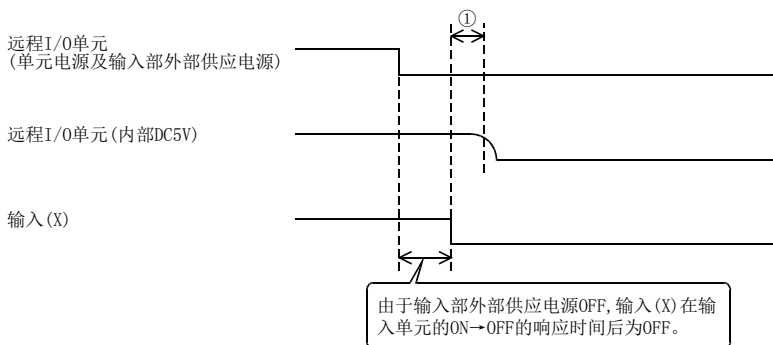 ①
远程I/O单元
(单元电源及输入部外部供应电源)
远程I/O单元(内部DC5V)
输入(X)
由于输入部外部供应电源OFF,输入(X)在输
入单元的ON→OFF的响应时间后为OFF。